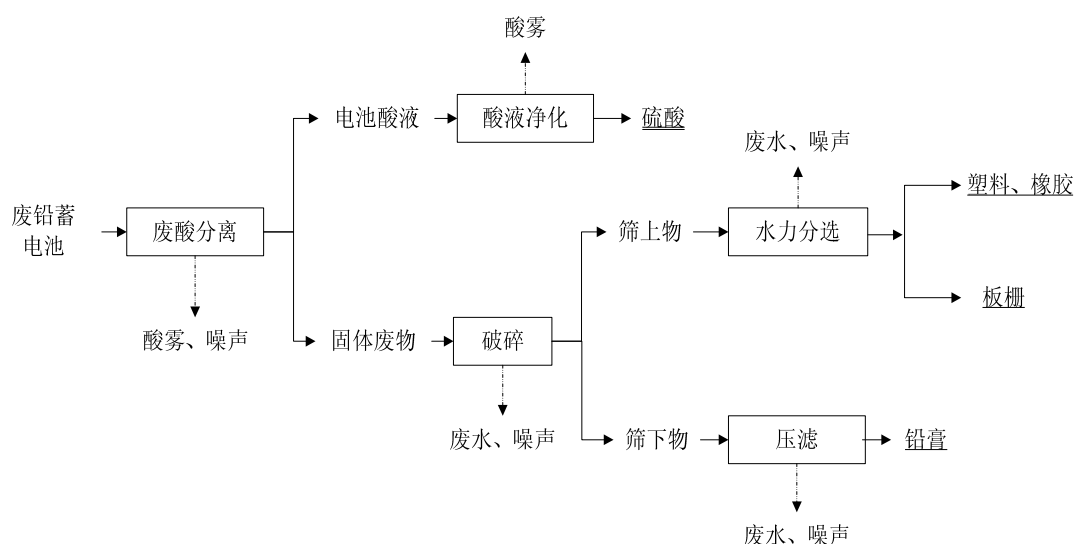 酸雾
电池酸液
酸液净化
硫酸
废水、噪声
塑料、橡胶
废铅蓄
电池
废酸分离
筛上物
水力分选
板栅
酸雾、噪声
固体废物
破碎
废水、噪声
筛下物
压滤
铅膏
废水、噪声